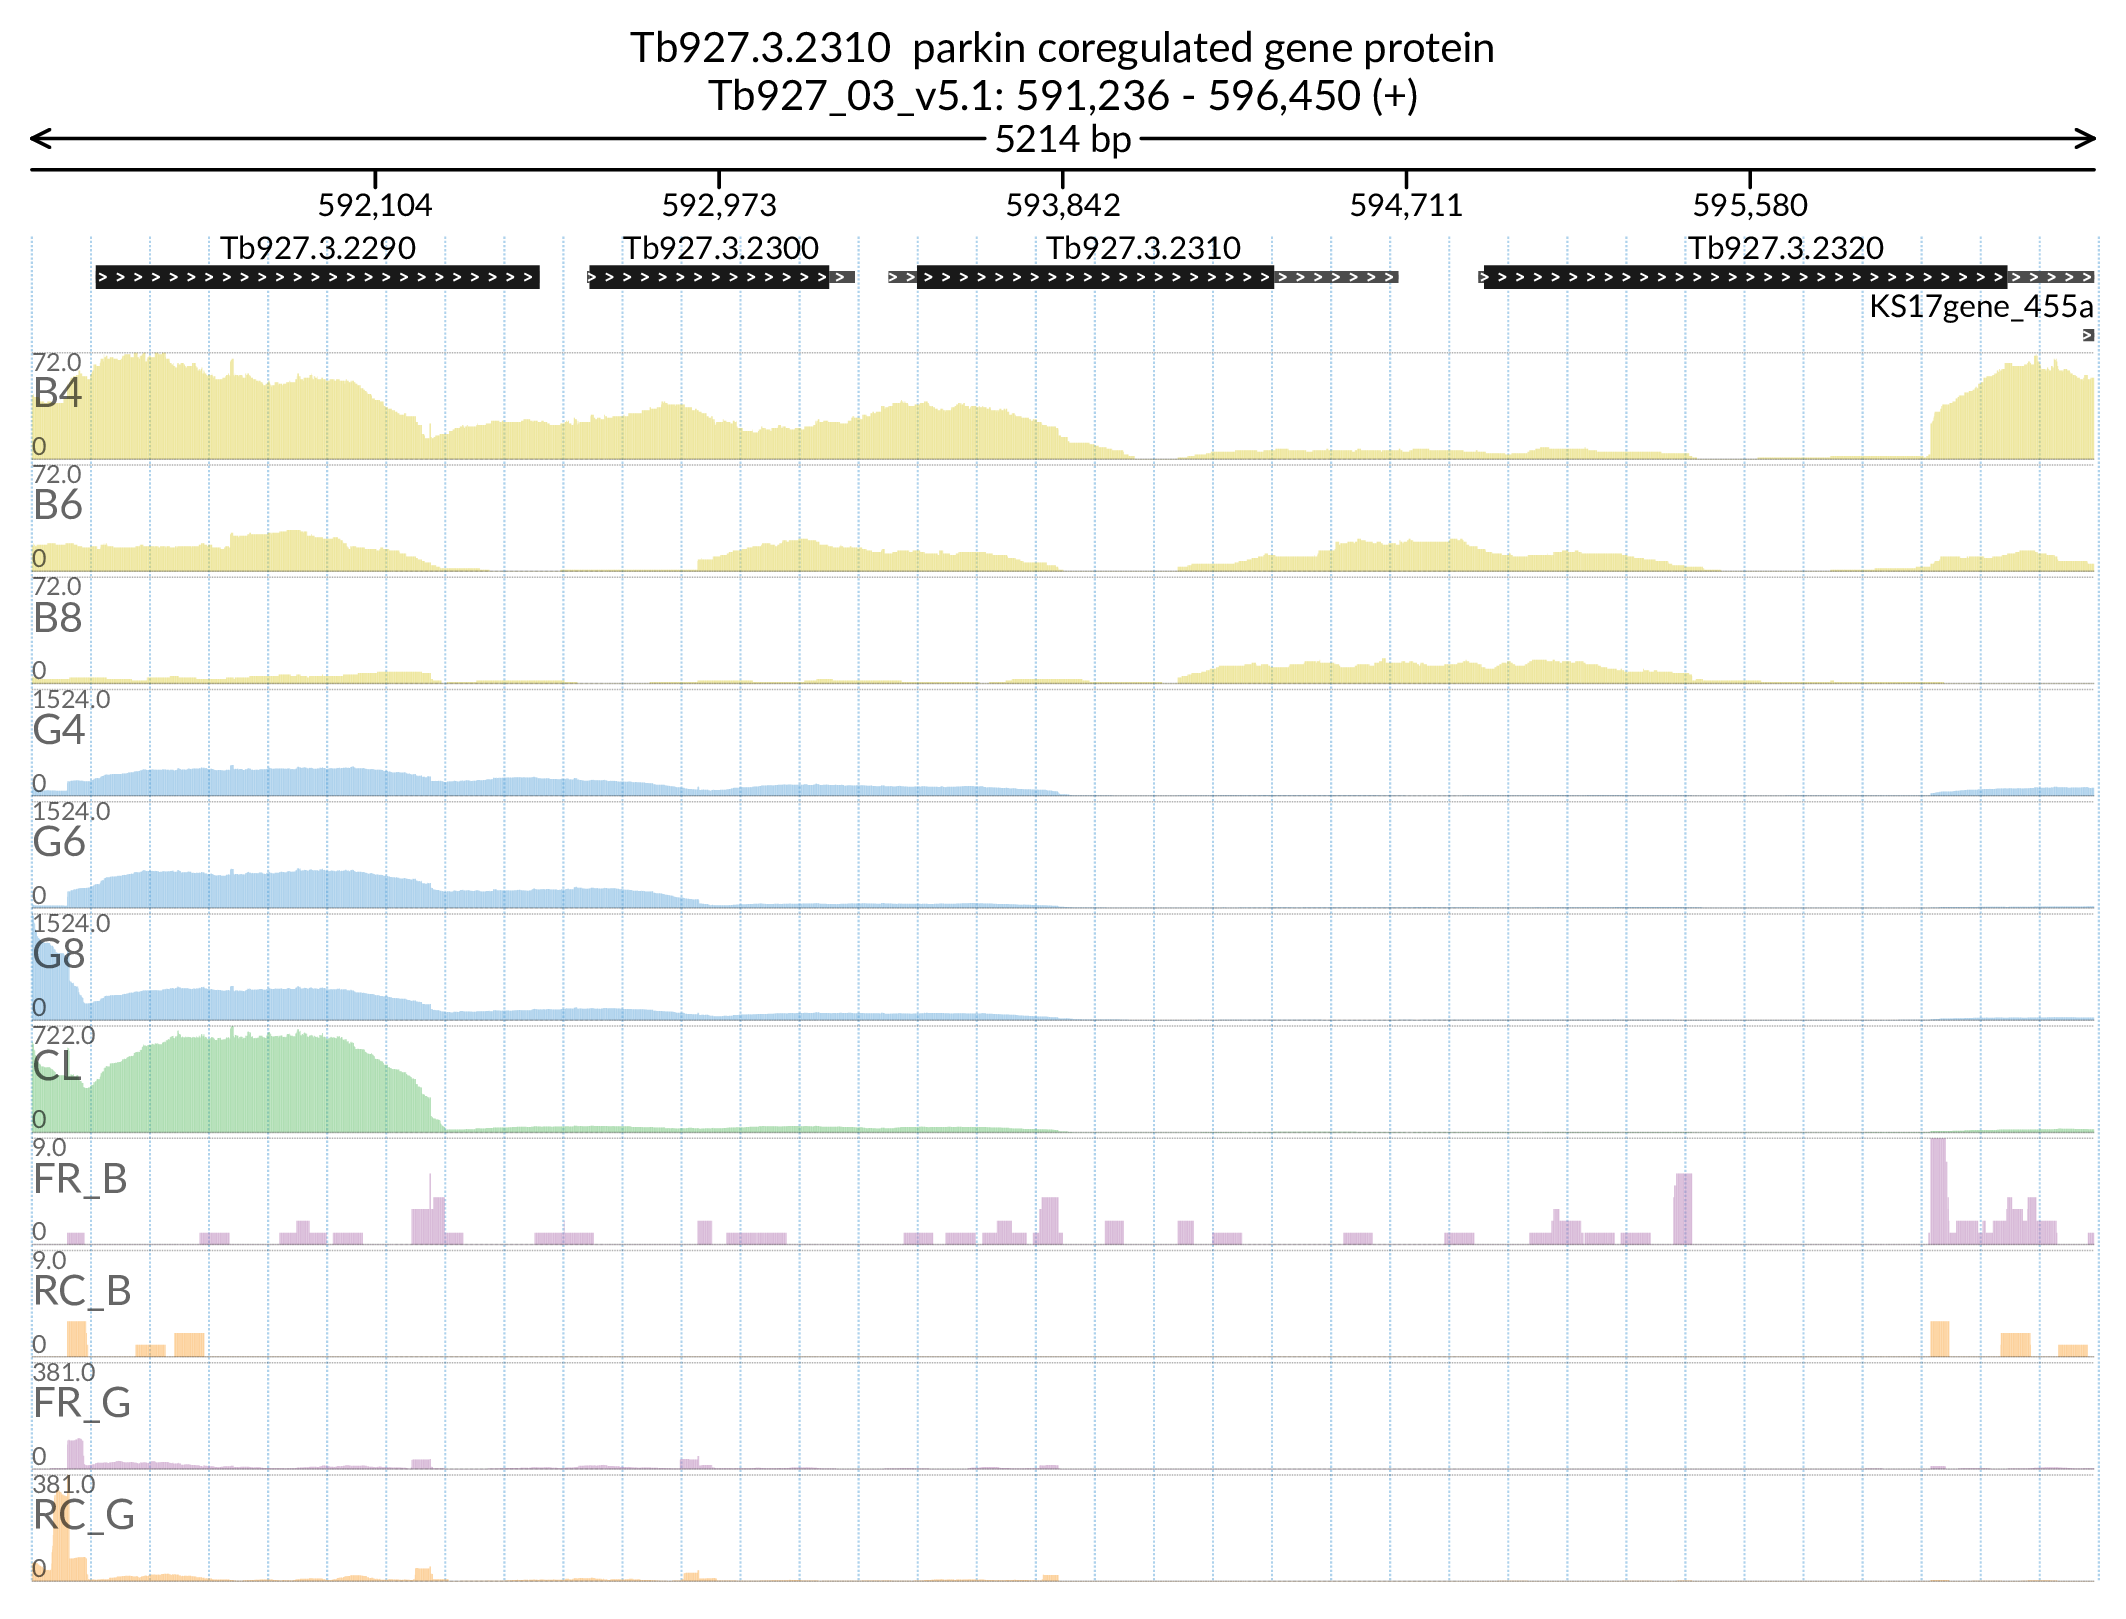 Tb927.3.2310  parkin coregulated gene protein
Tb927_03_v5.1: 591,236 - 596,450 (+)
5214 bp
592,104 592,973 593,842 594,711 595,580
Tb927.3.2290 Tb927.3.2300 Tb927.3.2310 Tb927.3.2320
KS17gene_455a
72.0
B4
0
72.0
B6
0
72.0
B8
0
1524.0
G4
0
1524.0
G6
0
1524.0
G8
0
722.0
CL
0
9.0
FR_B
0
9.0
RC_B
0
381.0
FR_G
0
381.0
RC_G
0